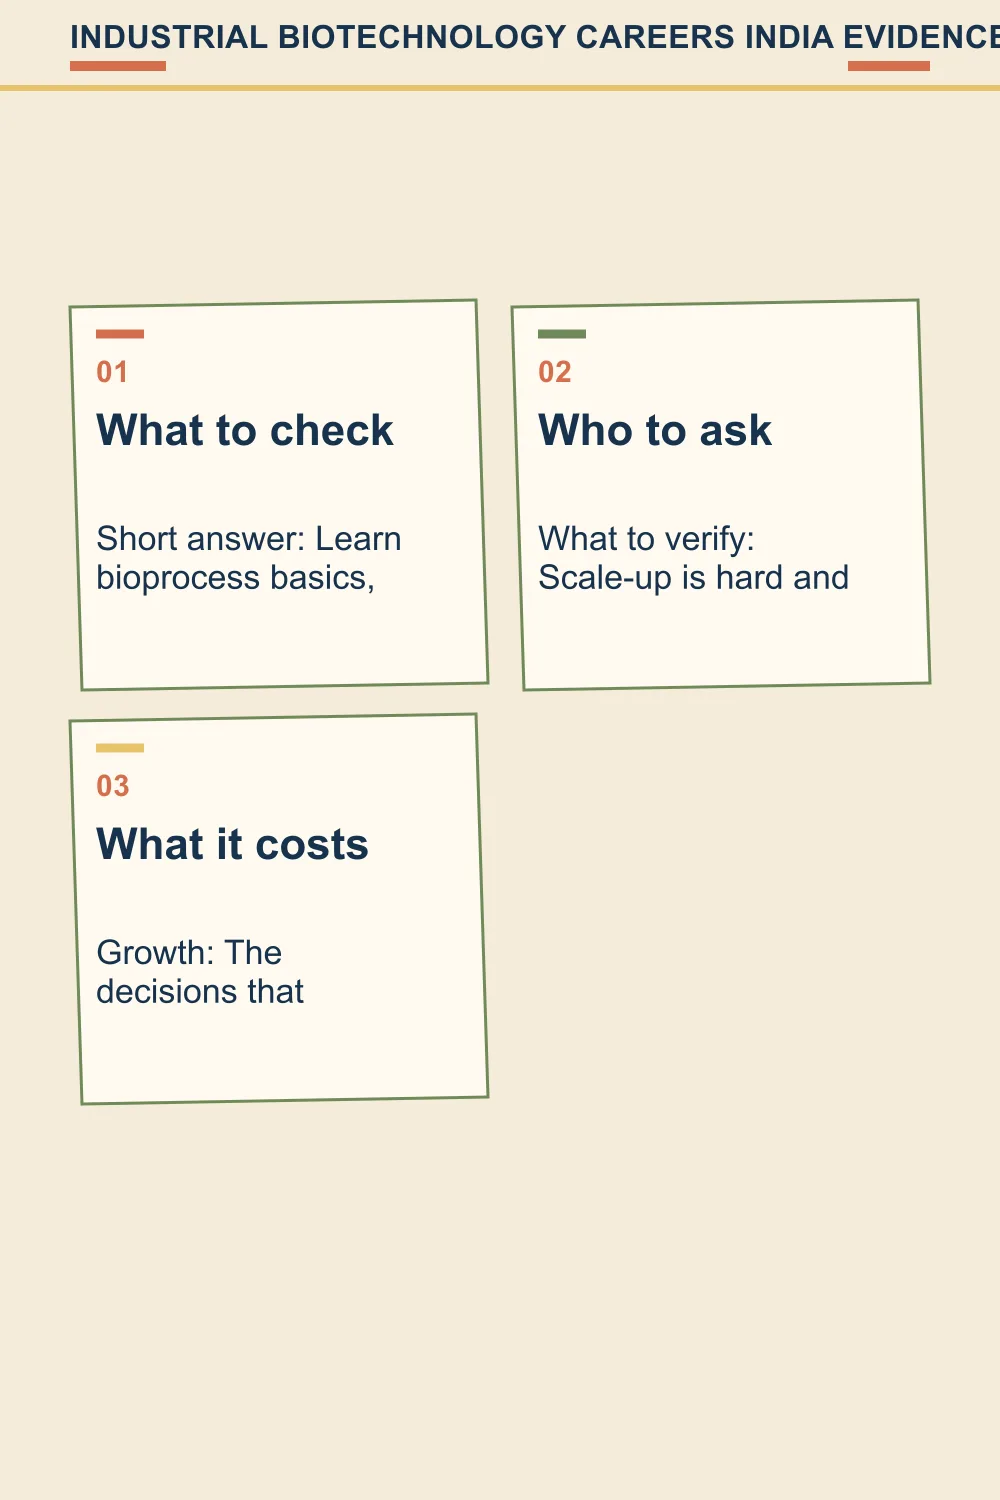 INDUSTRIAL BIOTECHNOLOGY CAREERS INDIA EVIDENCE
01
What to check
Short answer: Learn
bioprocess basics,
02
Who to ask
What to verify:
Scale-up is hard and
03
What it costs
Growth: The
decisions that